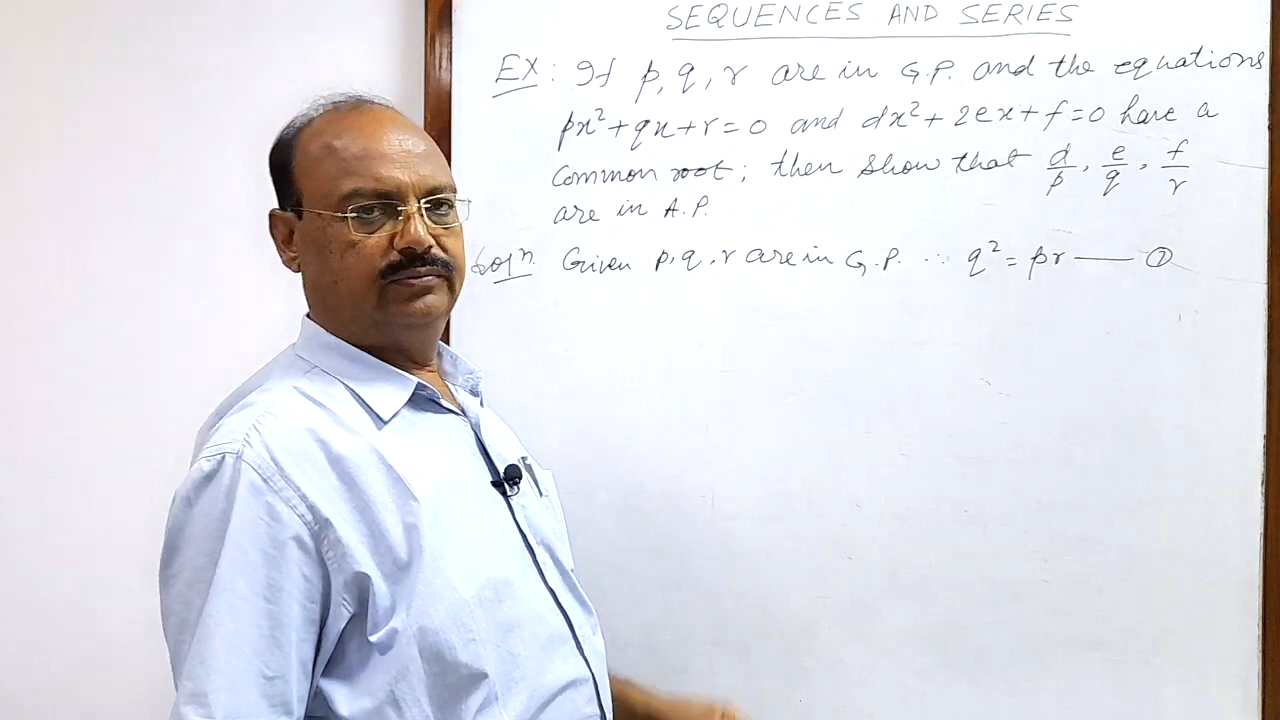 SEQUENCES AND SERIES
EX: If p, q, r are in G.P. and the equations
px²+qx+r=0 and dx²+2ex+f=0 have a
common root; then show that d/p, e/q, f/r
are in A.P.
Solⁿ. Given p, q, r are in G.P. ∴ q²=pr —— ①